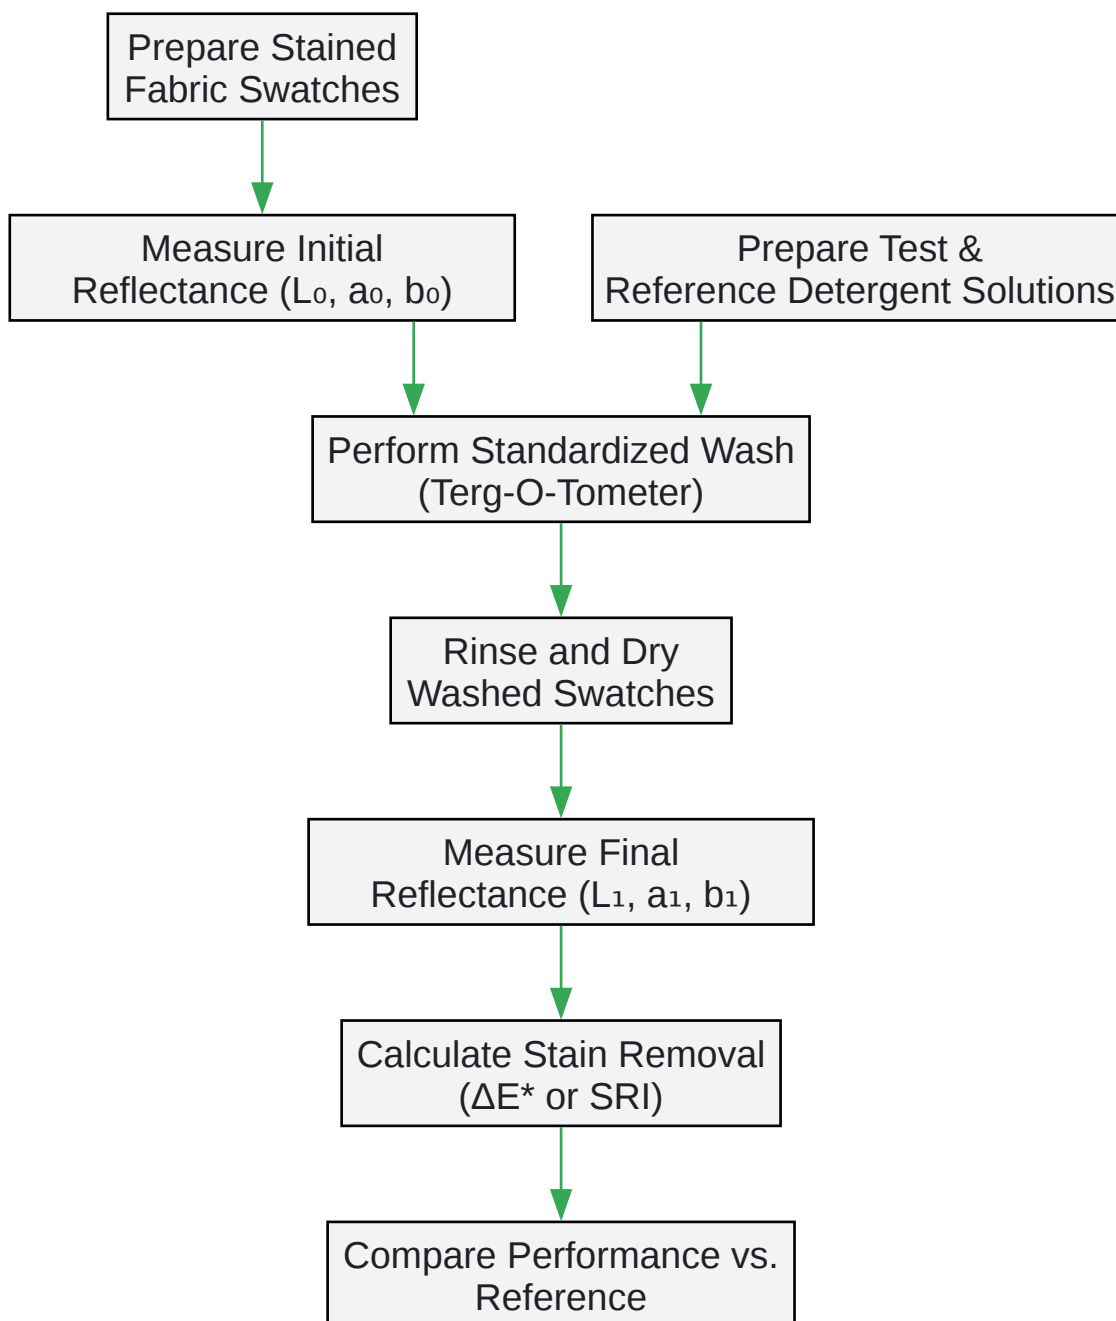 Prepare Stained
Fabric Swatches
Measure Initial
Reflectance (L₀, a₀, b₀)
Prepare Test &
Reference Detergent Solutions
Perform Standardized Wash
(Terg-O-Tometer)
Rinse and Dry
Washed Swatches
Measure Final
Reflectance (L₁, a₁, b₁)
Calculate Stain Removal
(ΔE* or SRI)
Compare Performance vs.
Reference